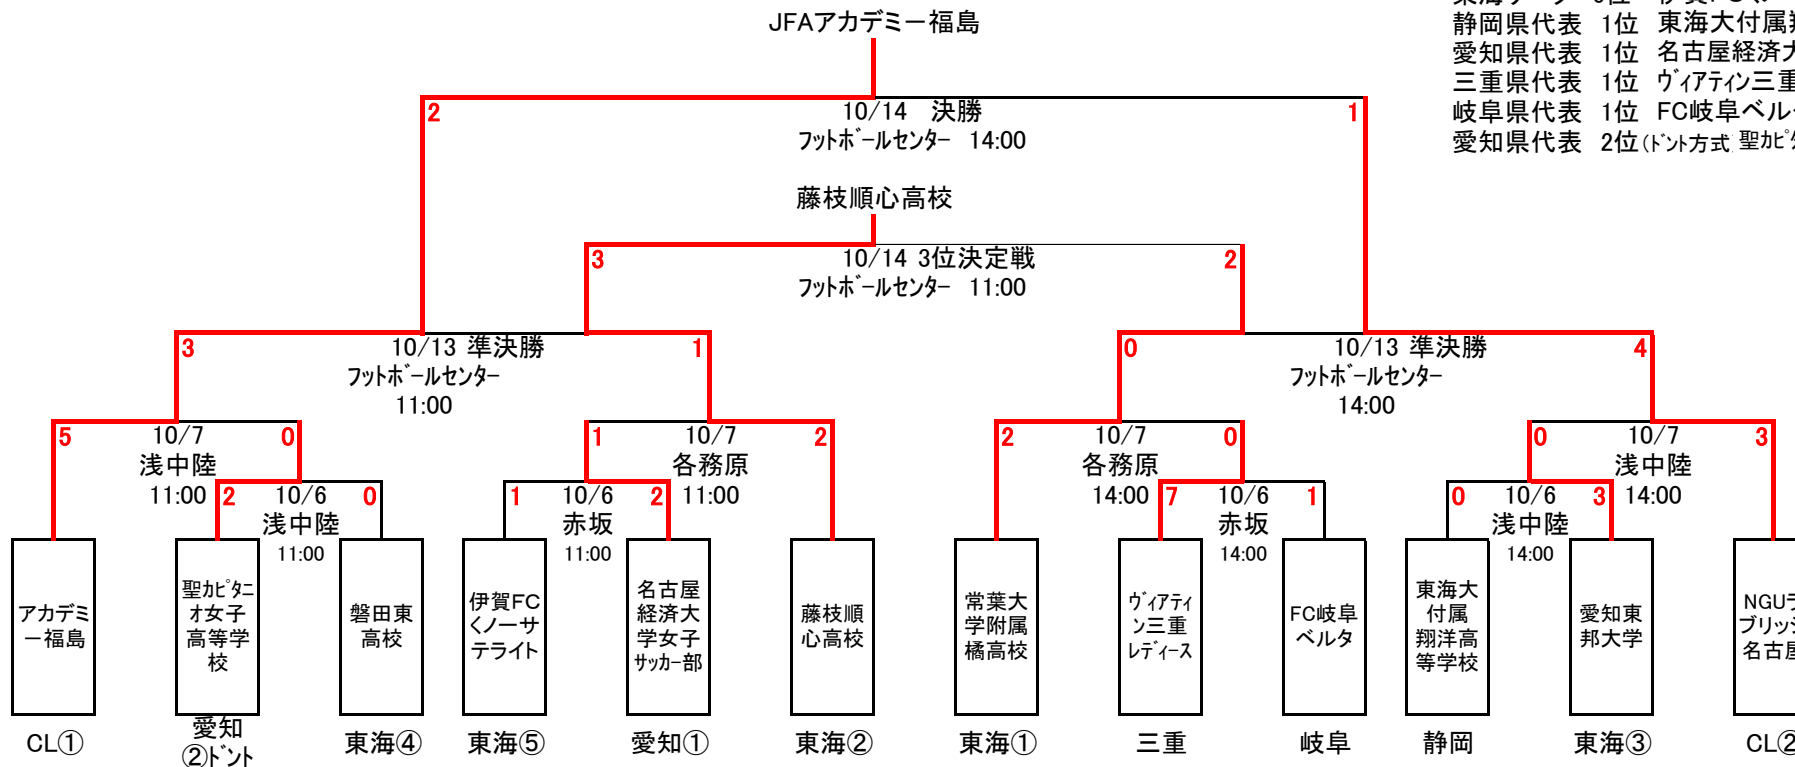 JFAアカデミー福島
静岡県代表 1位 東海大付属
愛知県代表 1位 名古屋経済
三重県代表 1位 ヴィアティン三重
岐阜県代表 1位 FC岐阜ベル
愛知県代表 2位(ドント方式) 聖カピ
2 1
10/14 決勝
フットボールセンター 14:00
藤枝順心高校
3 2
10/14 3位決定戦
フットボールセンター 11:00
3 1
10/13 準決勝
フットボールセンター
11:00
0 4
10/13 準決勝
フットボールセンター
14:00
5 0
10/7
浅中陸
11:00
1 2
10/7
各務原
11:00
2 0
10/7
各務原
14:00
0 3
10/7
浅中陸
14:00
2 0
10/6
浅中陸
11:00
1 2
10/6
赤坂
11:00
7 1
10/6
赤坂
14:00
0 3
10/6
浅中陸
14:00
アカデミ
ー福島
聖カピタニ
オ女子
高等学
校
磐田東
高校
伊賀FC
くノーサ
テライト
名古屋
経済大
学女子
サッカー部
藤枝順
心高校
常葉大
学附属
橘高校
ヴィアティ
ン三重
レディース
FC岐阜
ベルタ
東海大
付属
翔洋高
等学校
愛知東
邦大学
NGUラ
ブリッジ
名古屋
CL①
愛知
②ドント
東海④
東海⑤
愛知①
東海②
東海①
三重
岐阜
静岡
東海③
CL②